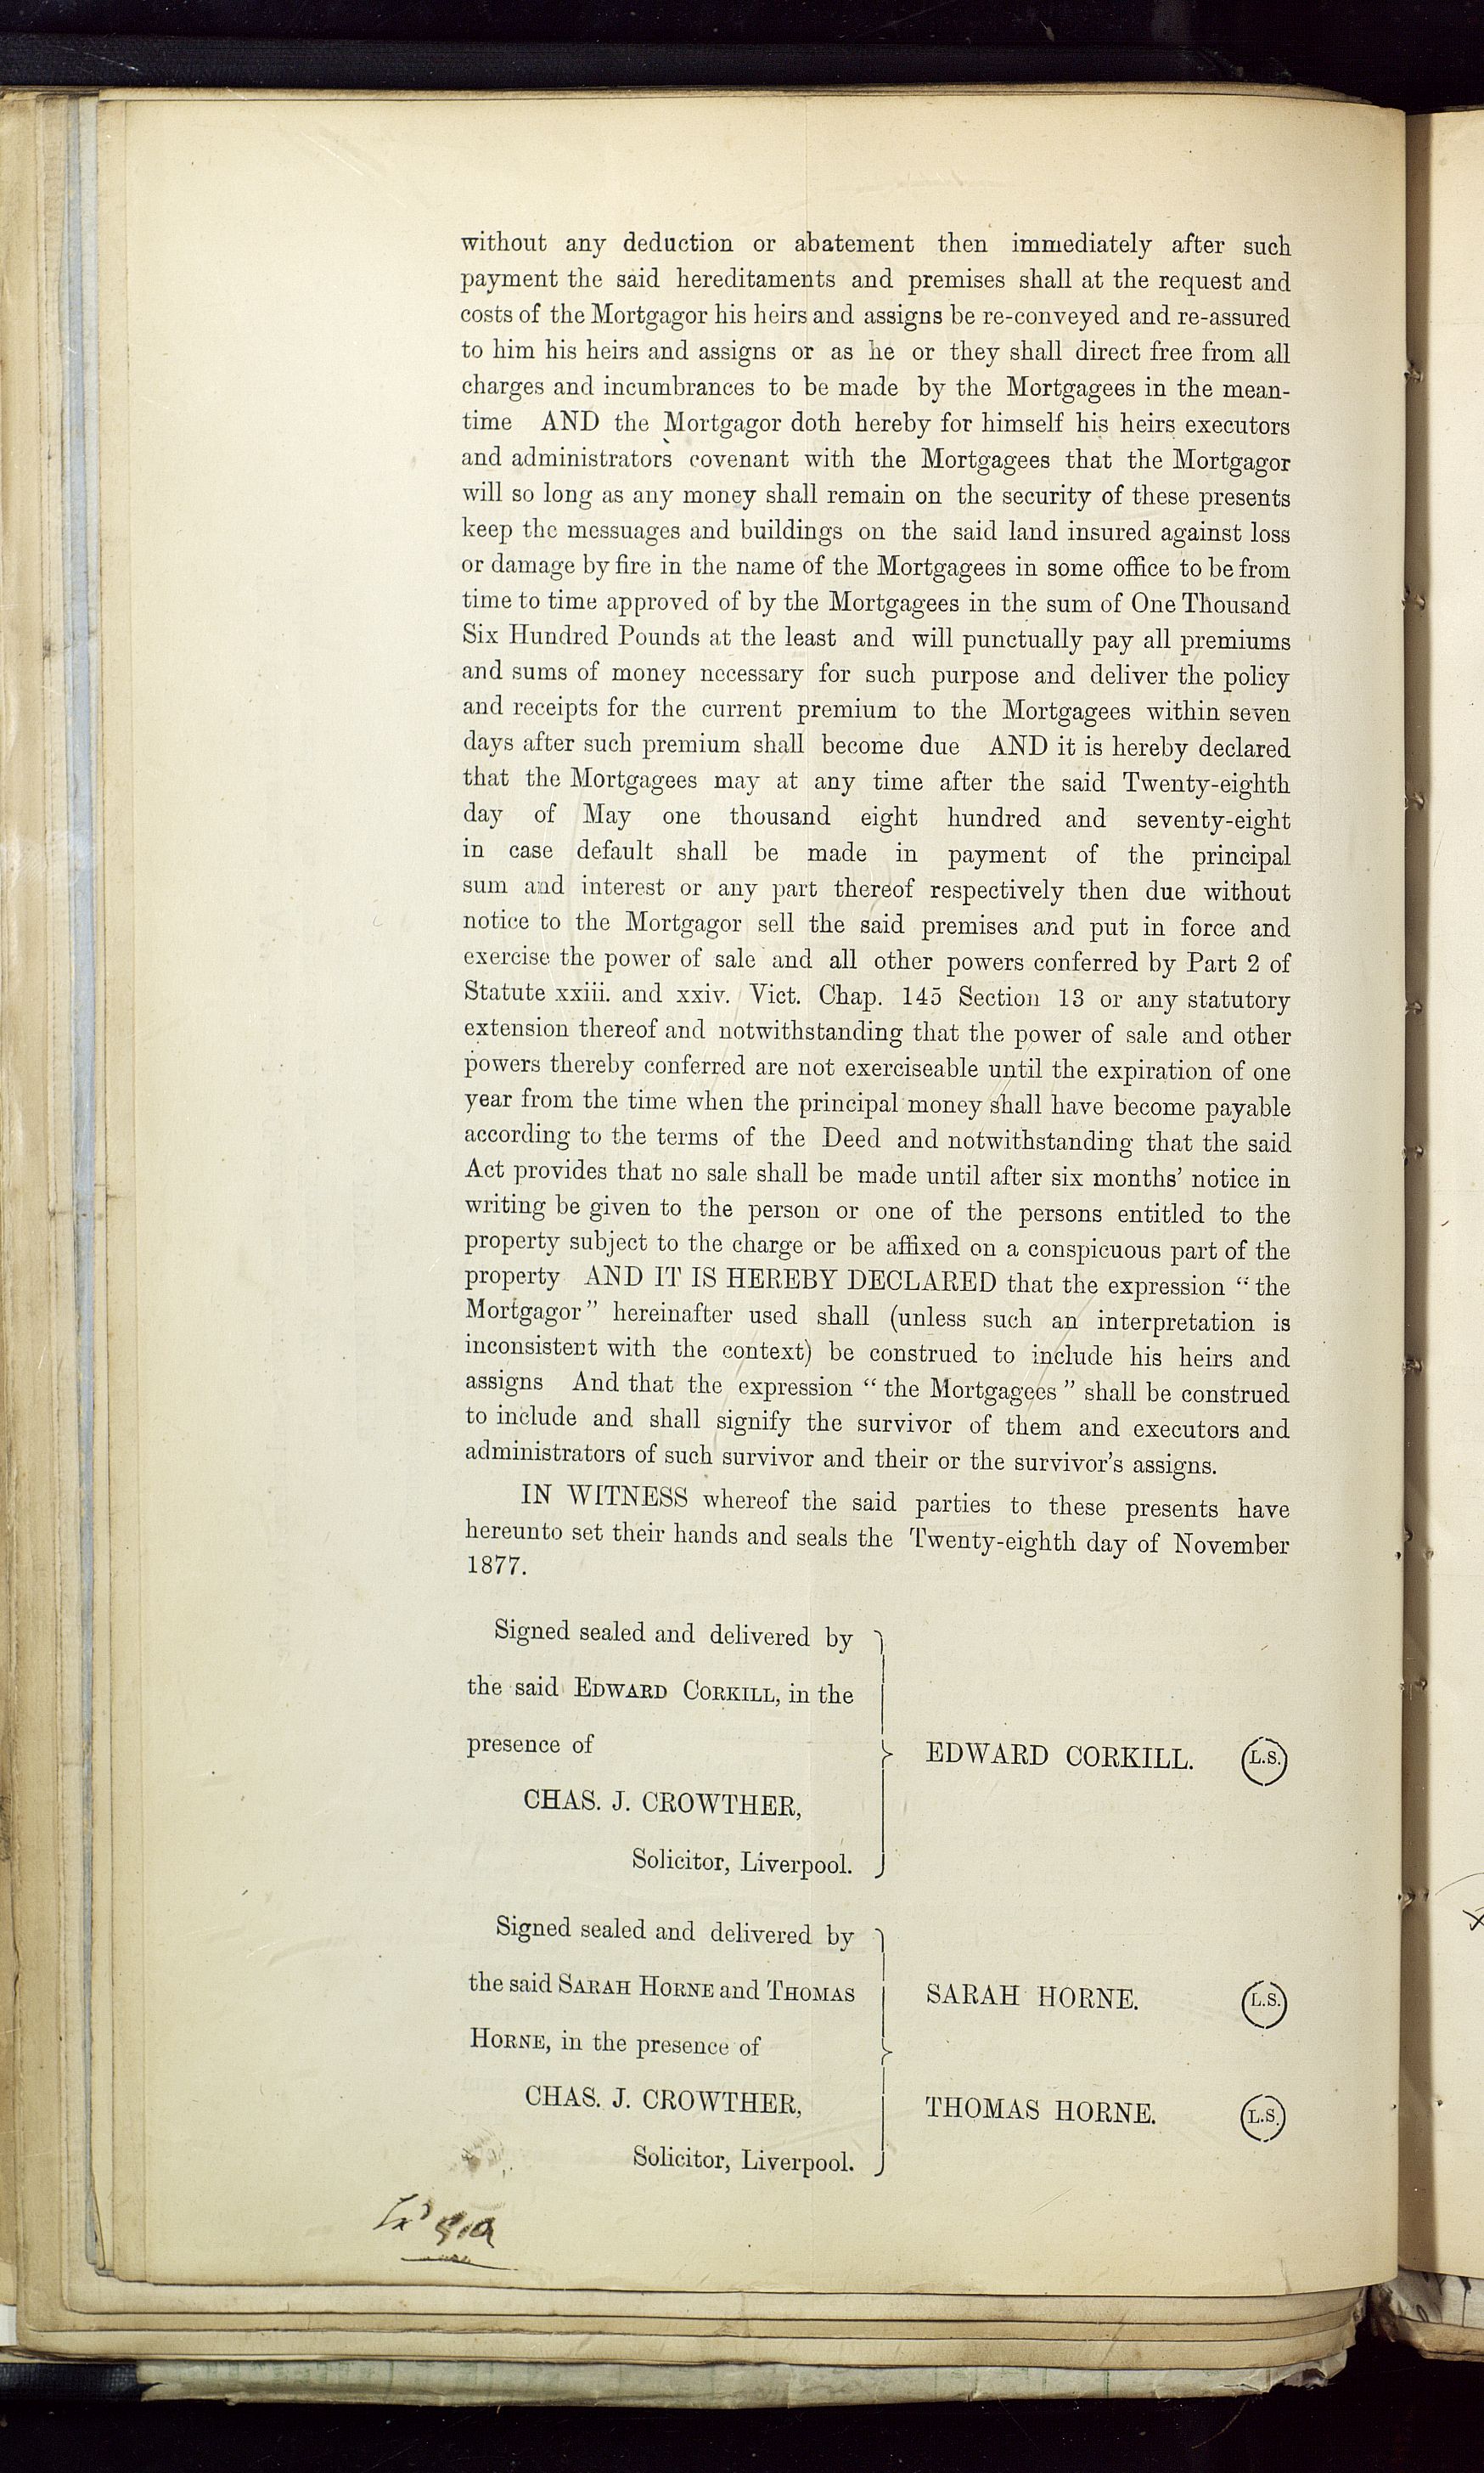 without any deduction or abatement then immediately after such
payment the said hereditaments and premises shall at the request and
costs of the Mortgagor his heirs and assigns be re-conveyed and re-assured
to him his heirs and assigns or as he or they shall direct free from all
charges and incumbrances to be made by the Mortgagees in the mean-
time AND the Mortgagor doth hereby for himself his heirs executors
and administrators covenant with the Mortgagees that the Mortgagor
will so long as any money shall remain on the security of these presents
keep the messuages and buildings on the said land insured against loss
or damage by fire in the name of the Mortgagees in some office to be from
time to time approved of by the Mortgagees in the sum of One Thousand
Six Hundred Pounds at the least and will punctually pay all premiums
and sums of money necessary for such purpose and deliver the policy
and receipts for the current premium to the Mortgagees within seven
days after such premium shall become due AND it is hereby declared
that the Mortgagees may at any time after the said Twenty-eighth
day of May one thousand eight hundred and seventy-eight
in case default shall be made in payment of the principal
sum and interest or any part thereof respectively then due without
notice to the Mortgagor sell the said premises and put in force and
exercise the power of sale and all other powers conferred by Part 2 of
Statute xxiii. and xxiv. Vict. Chap. 145 Section 13 or any statutory
extension thereof and notwithstanding that the power of sale and other
powers thereby conferred are not exerciseable until the expiration of one
year from the time when the principal money shall have become payable
according to the terms of the Deed and notwithstanding that the said
Act provides that no sale shall be made until after six months' notice in
writing be given to the person or one of the persons entitled to the
property subject to the charge or be affixed on a conspicuous part of the
property AND IT IS HEREBY DECLARED that the expression "the
Mortgagor" hereinafter used shall (unless such an interpretation is
inconsistent with the context) be construed to include his heirs and
assigns And that the expression "the Mortgagees" shall be construed
to include and shall signify the survivor of them and executors and
administrators of such survivor and their or the survivor's assigns.
IN WITNESS whereof the said parties to these presents have
hereunto set their hands and seals the Twenty-eighth day of November
1877.
Signed sealed and delivered by
the said EDWARD CORKILL, in the
presence of
EDWARD CORKILL. L.S.
CHAS. J. CROWTHER,
Solicitor, Liverpool.
Signed sealed and delivered by
the said SARAH HORNE and THOMAS
SARAH HORNE. L.S.
HORNE, in the presence of
CHAS. J. CROWTHER,
THOMAS HORNE. L.S.
Solicitor, Liverpool.